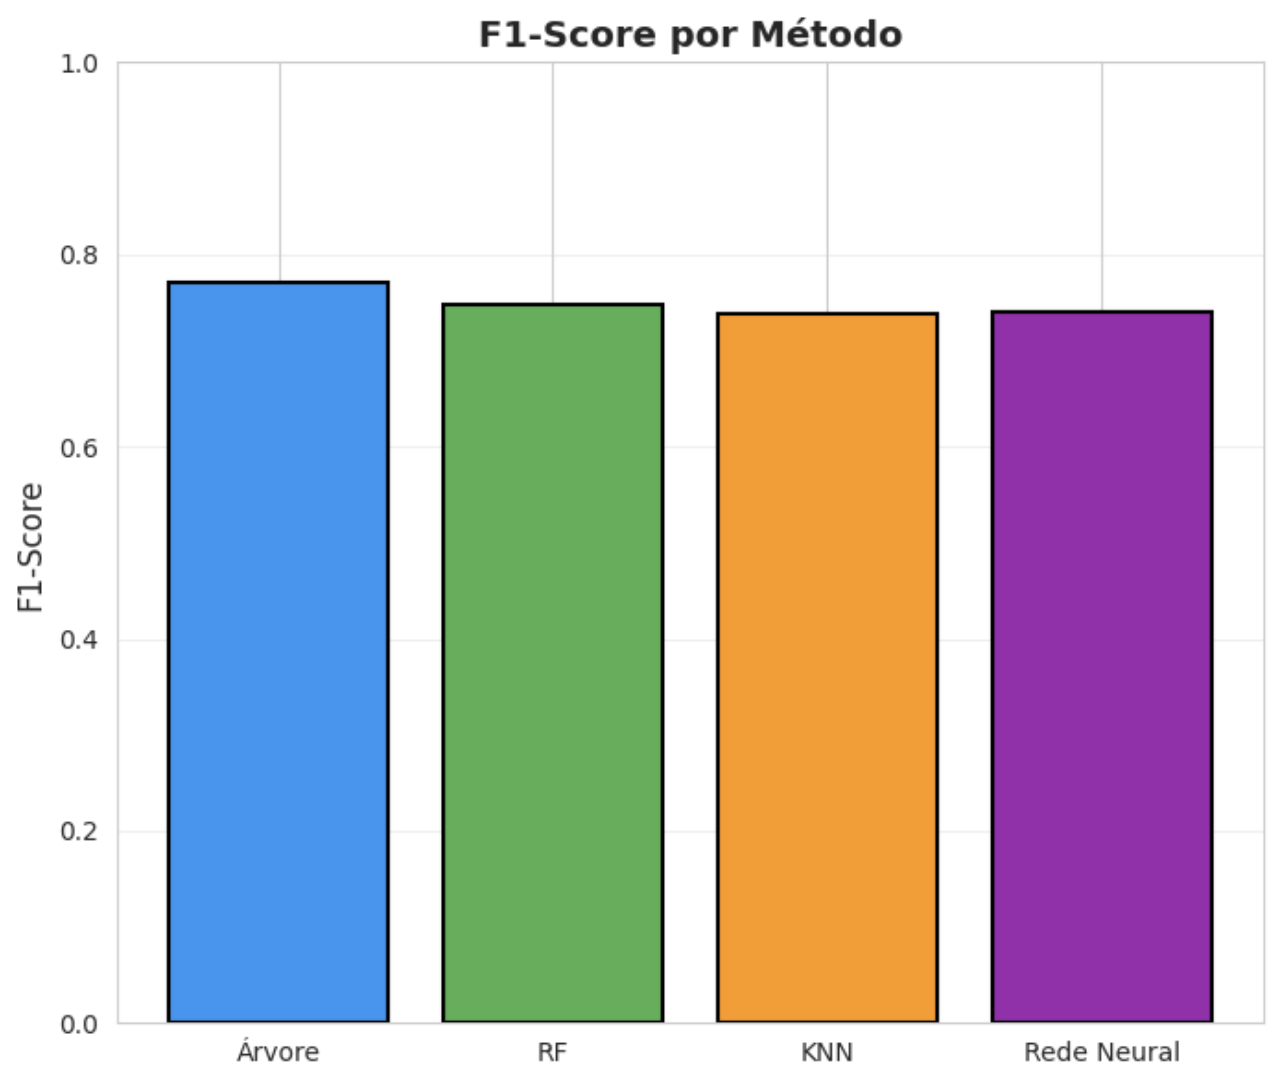 F1-Score por Método
1.0
0.8
0.6
0.4
0.2
0.0
F1-Score
Árvore
RF
KNN
Rede Neural